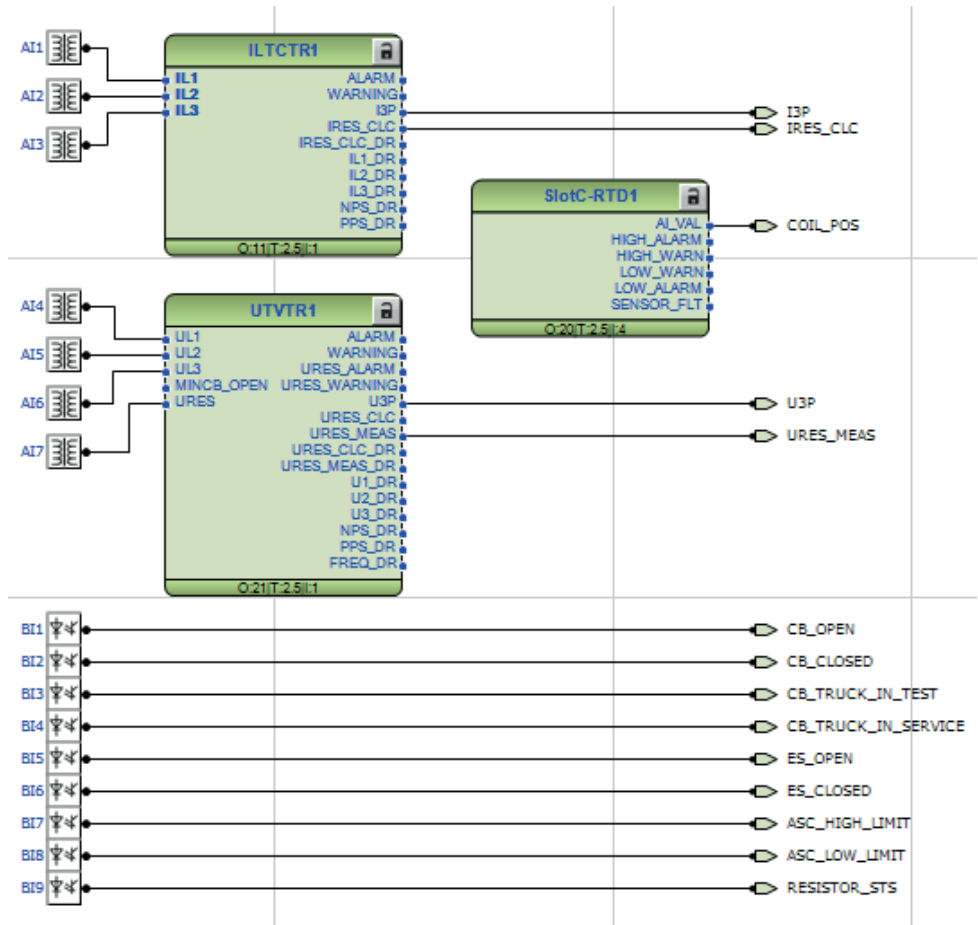 AI1
AI2
AI3
ILTCTR1
IL1
IL2
IL3
ALARM
WARNING
I3P
IRES_CLC
IRES_CLC_DR
IL1_DR
IL2_DR
IL3_DR
NPS_DR
PPS_DR
O:11|T:2.5|I:1
I3P
IRES_CLC
SlotC-RTD1
AI_VAL
HIGH_ALARM
HIGH_WARN
LOW_WARN
LOW_ALARM
SENSOR_FLT
O:20|T:2.5|I:4
COIL_POS
AI4
AI5
AI6
AI7
UTVTR1
UL1
UL2
UL3
MINCB_OPEN
URES
ALARM
WARNING
URES_ALARM
URES_WARNING
U3P
URES_CLC
URES_MEAS
URES_CLC_DR
URES_MEAS_DR
U1_DR
U2_DR
U3_DR
NPS_DR
PPS_DR
FREQ_DR
O:21|T:2.5|I:1
U3P
URES_MEAS
BI1 CB_OPEN
BI2 CB_CLOSED
BI3 CB_TRUCK_IN_TEST
BI4 CB_TRUCK_IN_SERVICE
BI5 ES_OPEN
BI6 ES_CLOSED
BI7 ASC_HIGH_LIMIT
BI8 ASC_LOW_LIMIT
BI9 RESISTOR_STS